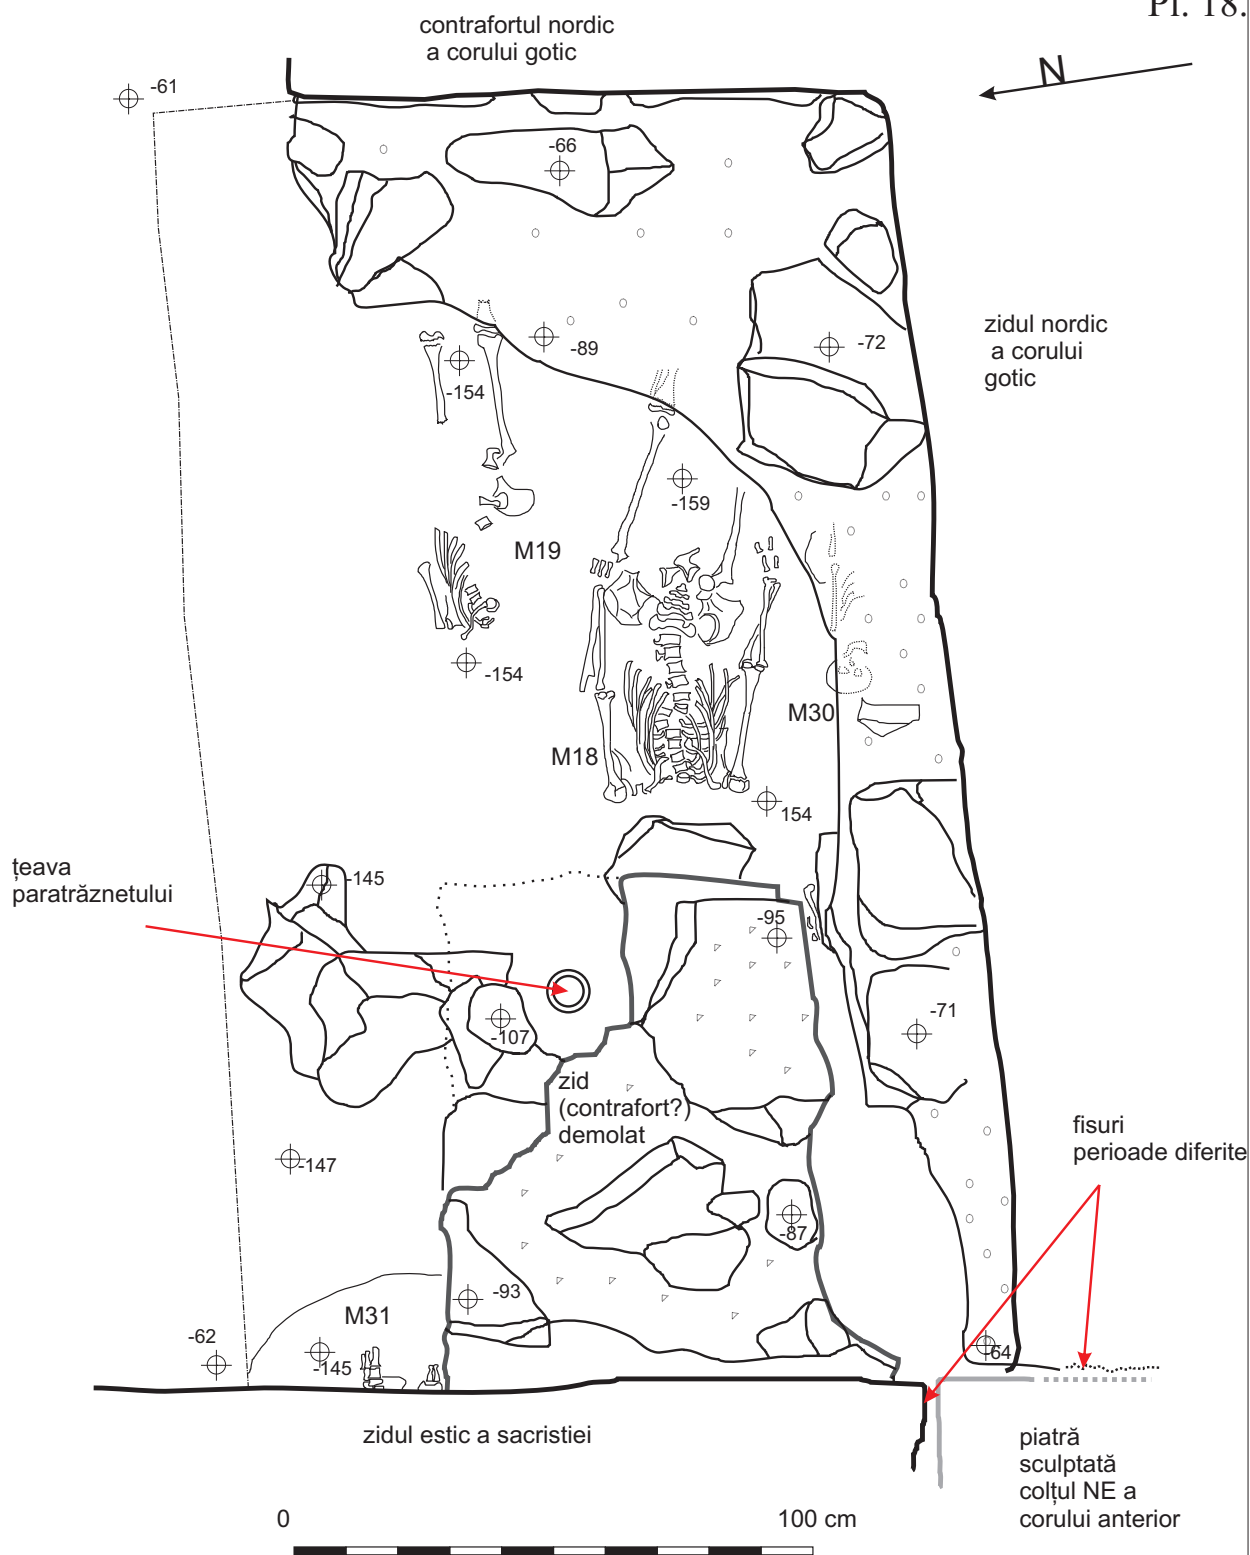 Pl. 18.
contrafortul nordic
a corului gotic
N
-61
-66
-89
-72
zidul nordic
a corului
gotic
-154
-159
M19
-154
M30
M18
154
țeava
paratrăznetului
-145
-95
-107
-71
zid
(contrafort?)
demolat
fisuri
perioade diferite
-147
-87
-93
M31
-62
-145
-64
zidul estic a sacristiei
piatră
sculptată
colțul NE a
corului anterior
0
100 cm